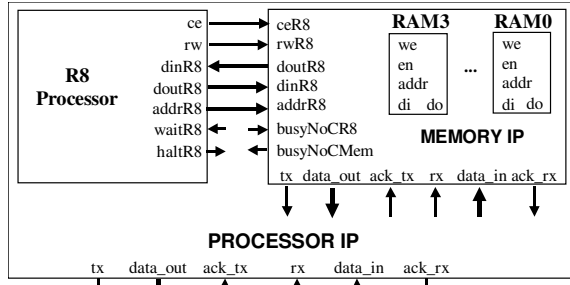 ce ceR8 RAM3 RAM0
rw rwR8 we we
R8 dinR8 doutR8 en ... en
Processor doutR8 dinR8 addr addr
addrR8 addrR8 di do di do
waitR8 busyNoCR8 MEMORY IP
haltR8 busyNoCMem
tx data_out ack_tx rx data_in ack_rx
PROCESSOR IP
tx data_out ack_tx rx data_in ack_rx